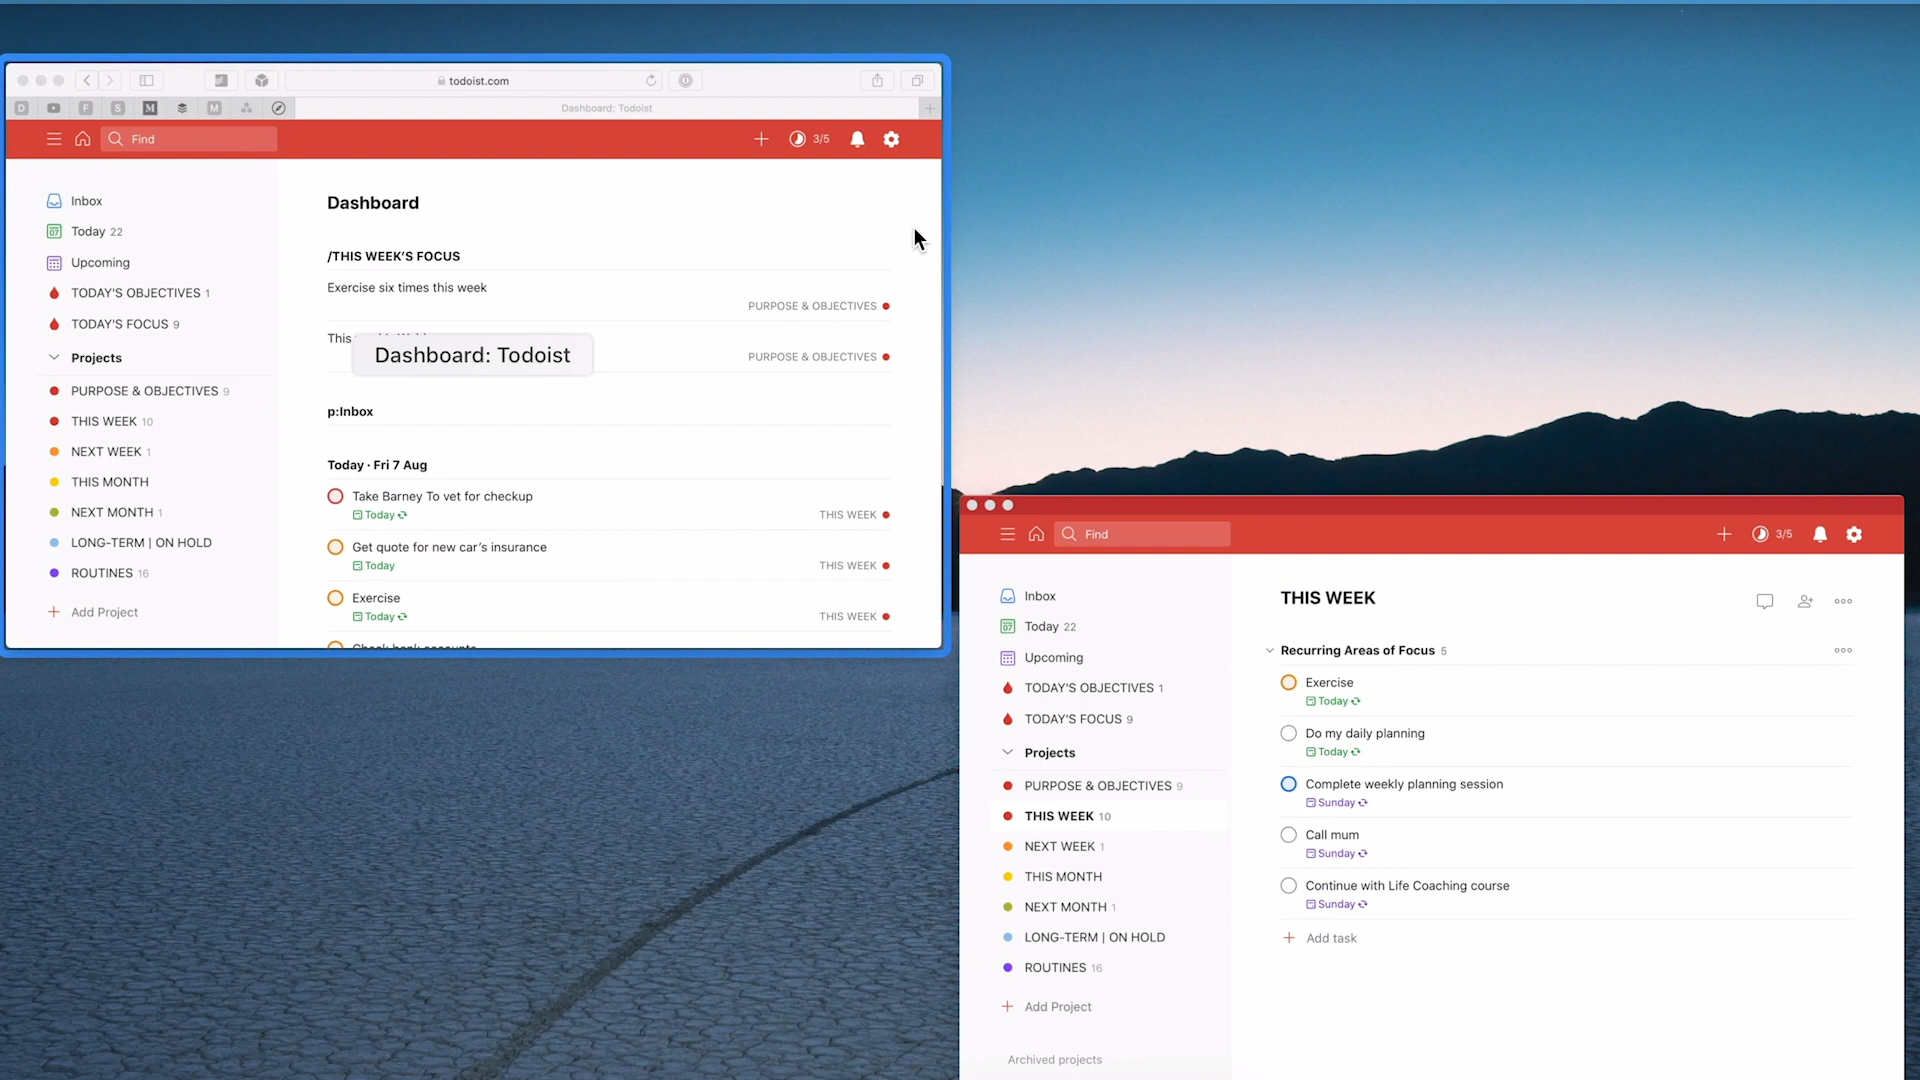 todoist.com
D F S M M Dashboard: Todoist
Find
3/5
Inbox
07 Today 22
Upcoming
TODAY'S OBJECTIVES 1
TODAY'S FOCUS 9
Projects
PURPOSE & OBJECTIVES 9
THIS WEEK 10
NEXT WEEK 1
THIS MONTH
NEXT MONTH 1
LONG-TERM | ON HOLD
ROUTINES 16
Add Project
Dashboard
/THIS WEEK’S FOCUS
Exercise six times this week
PURPOSE & OBJECTIVES
This
PURPOSE & OBJECTIVES
Dashboard: Todoist
p:Inbox
Today · Fri 7 Aug
Take Barney To vet for checkup
Today THIS WEEK
Get quote for new car’s insurance
Today THIS WEEK
Exercise
Today THIS WEEK
Check bank accounts
Find
3/5
Inbox
07 Today 22
Upcoming
TODAY'S OBJECTIVES 1
TODAY'S FOCUS 9
Projects
PURPOSE & OBJECTIVES 9
THIS WEEK 10
NEXT WEEK 1
THIS MONTH
NEXT MONTH 1
LONG-TERM | ON HOLD
ROUTINES 16
Add Project
Archived projects
THIS WEEK
Recurring Areas of Focus 5
Exercise
Today
Do my daily planning
Today
Complete weekly planning session
Sunday
Call mum
Sunday
Continue with Life Coaching course
Sunday
Add task